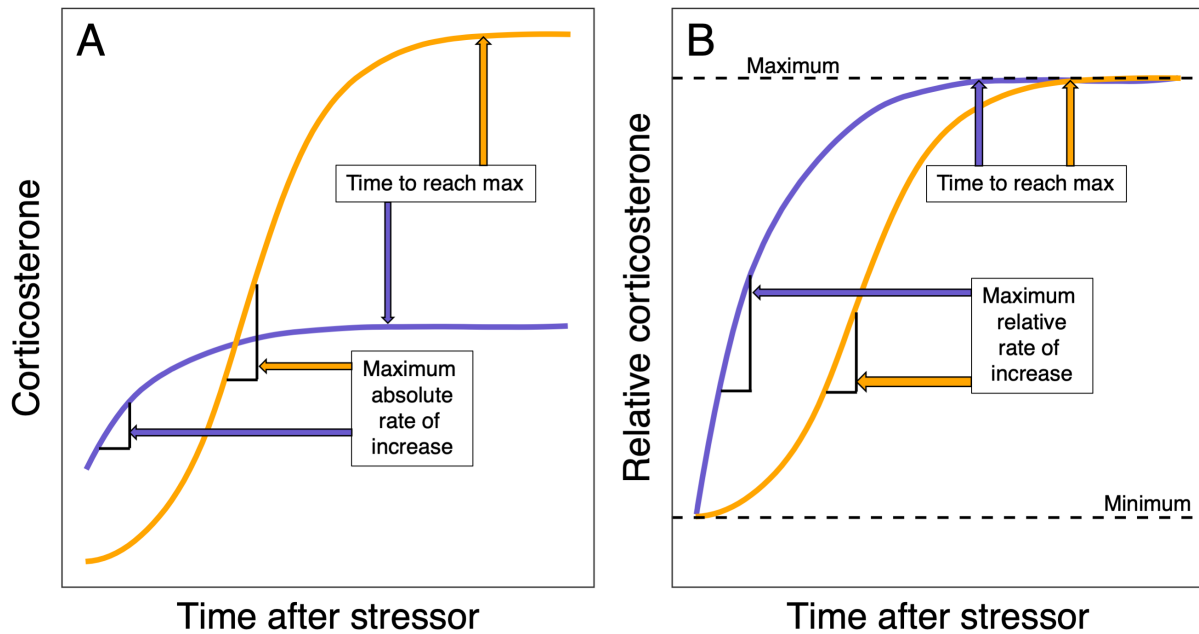 A
Corticosterone
Time to reach max
Maximum
absolute
rate of
increase
Time after stressor
B
Relative corticosterone
Maximum
Time to reach max
Maximum
relative
rate of
increase
Minimum
Time after stressor